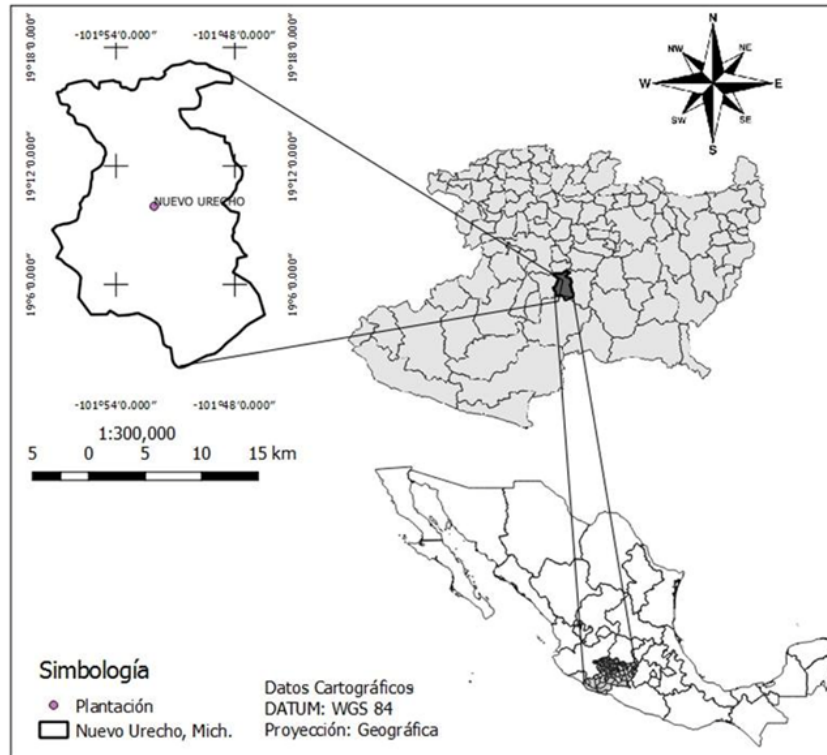 -101°54'0.000" -101°48'0.000"
19°18'0.000" 19°18'0.000"
19°12'0.000" 19°12'0.000"
NUEVO URECHO
19°6'0.000" 19°6'0.000"
-101°54'0.000" -101°48'0.000"
1:300,000
5 0 5 10 15 km
N
NW NE
W E
SW SE
S
Simbología
Plantación
Nuevo Urecho, Mich.
Datos Cartográficos
DATUM: WGS 84
Proyección: Geográfica